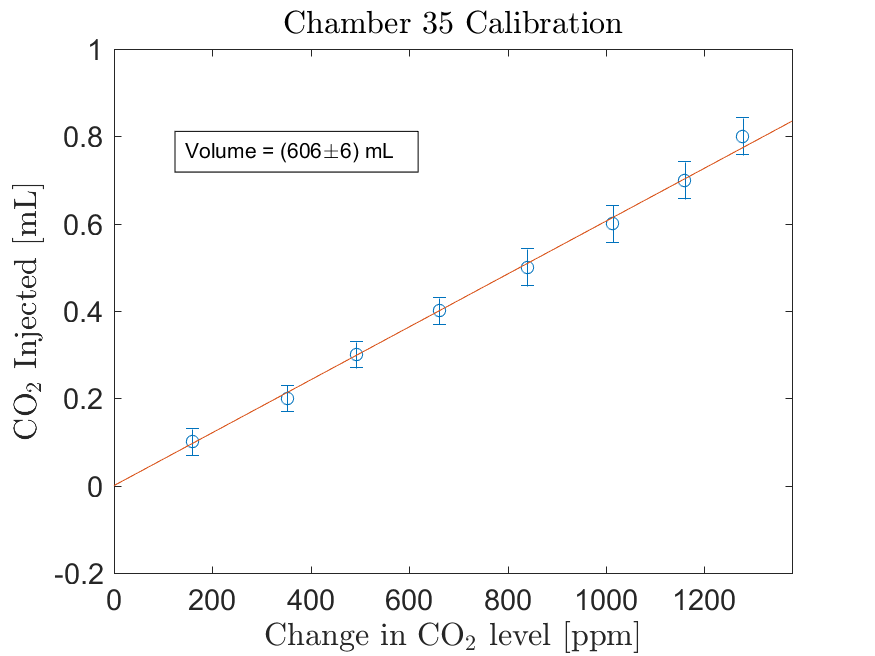 Chamber 35 Calibration
1
0.8
0.6
0.4
0.2
0
-0.2
CO₂ Injected [mL]
Volume = (606±6) mL
0 200 400 600 800 1000 1200
Change in CO₂ level [ppm]